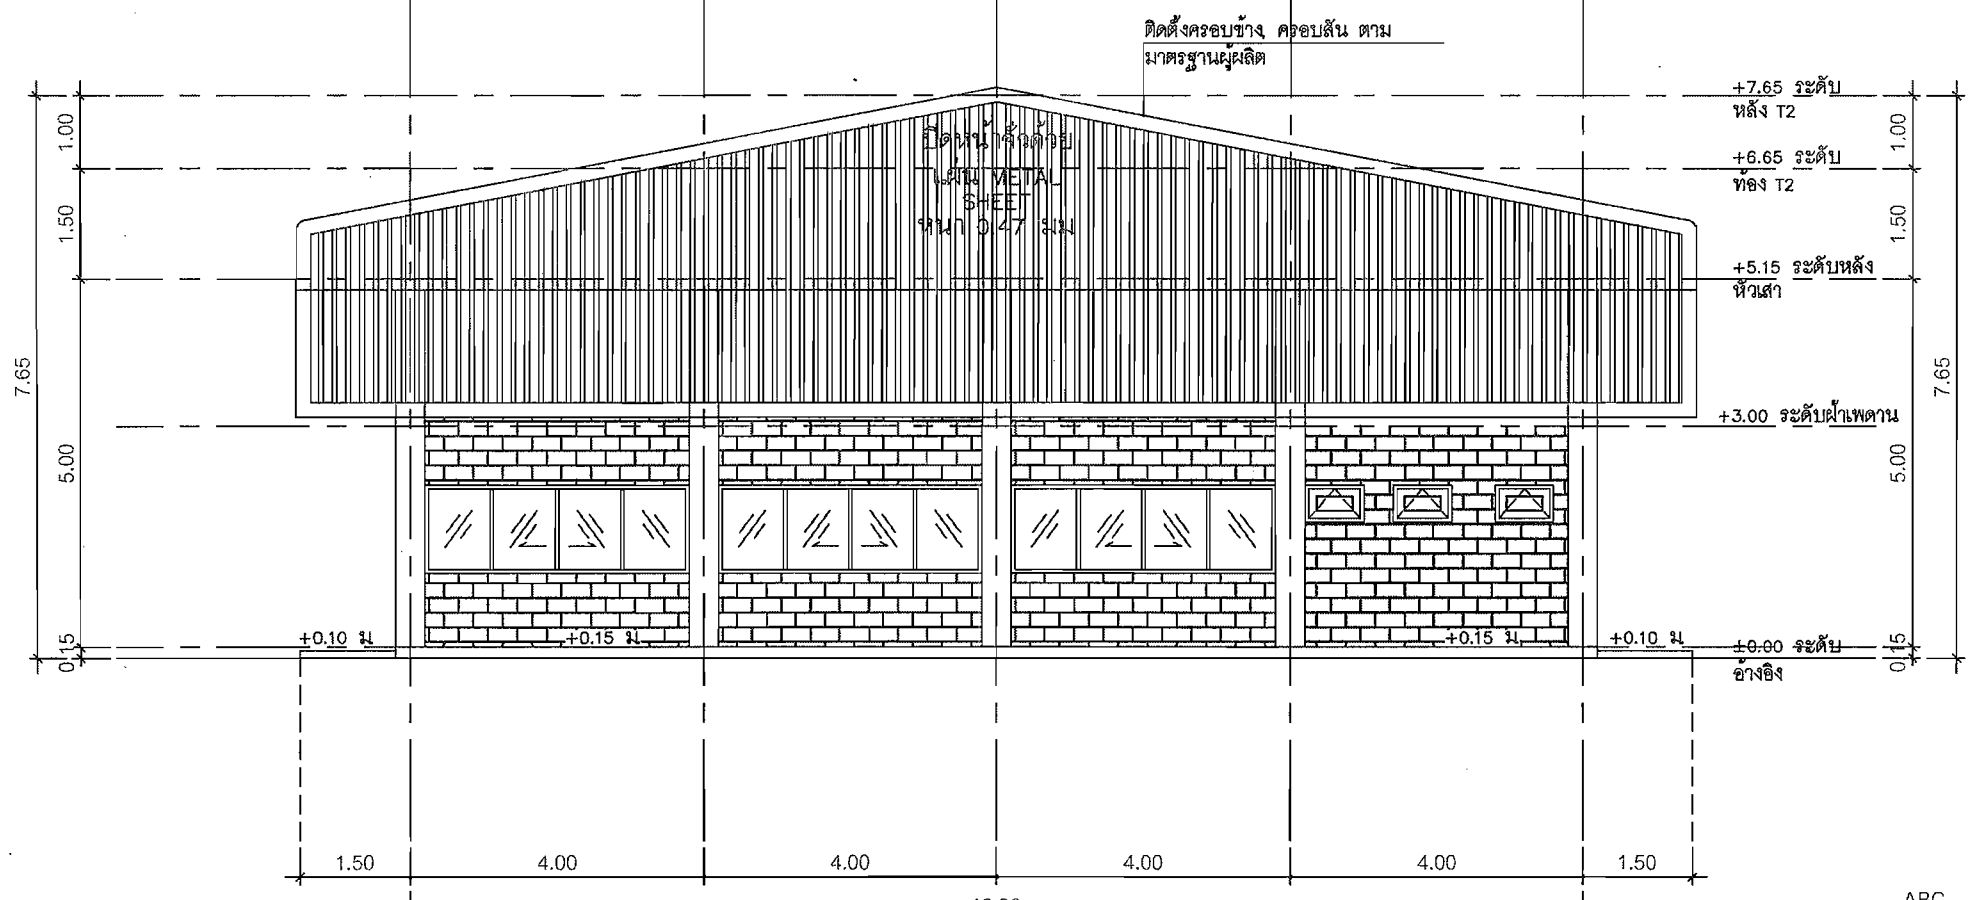 ติดตั้งครอบข้าง ครอบสัน ตาม
มาตรฐานผู้ผลิต
+7.65 ระดับ
หลัง T2
1.00
1.00
ปิดหน้าจั่วด้วย
แผ่น METAL
SHEET
หนา 0.47 มม
+6.65 ระดับ
ท้อง T2
1.50
1.50
+5.15 ระดับหลัง
หัวเสา
7.65
7.65
+3.00 ระดับฝ้าเพดาน
5.00
5.00
+0.10 ม
+0.15 ม
+0.15 ม
+0.10 ม
±0.00 ระดับ
อ้างอิง
0.15
0.15
1.50
4.00
4.00
4.00
4.00
1.50